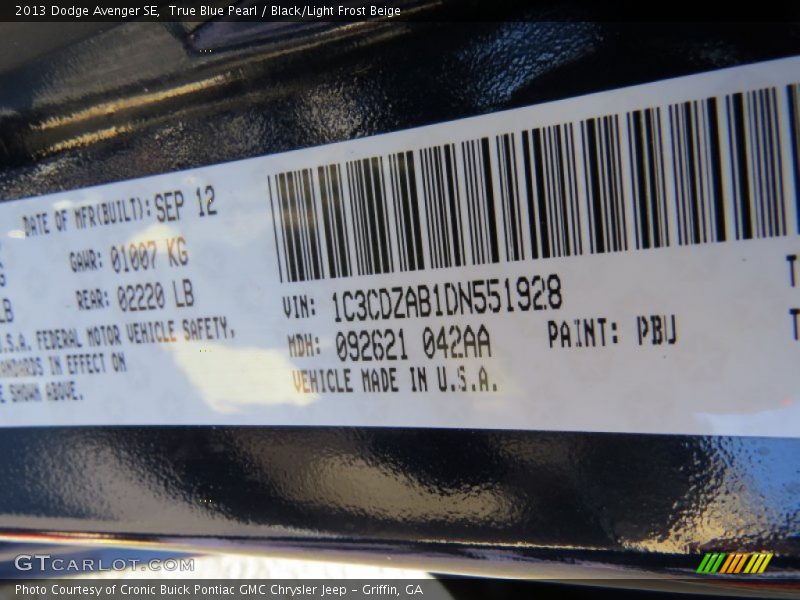 2013 Dodge Avenger SE,  True Blue Pearl / Black/Light Frost Beige
DATE OF MFR(BUILT): SEP 12
GAWR: 01007 KG
REAR: 02220 LB
LB
U.S.A. FEDERAL MOTOR VEHICLE SAFETY,
IN EFFECT ON
SHOWN ABOVE.
VIN: 1C3CDZAB1DN551928
MDH: 092621 042AA
PAINT: PBU
VEHICLE MADE IN U.S.A.
GTCARLOT.COM
Photo Courtesy of Cronic Buick Pontiac GMC Chrysler Jeep - Griffin, GA